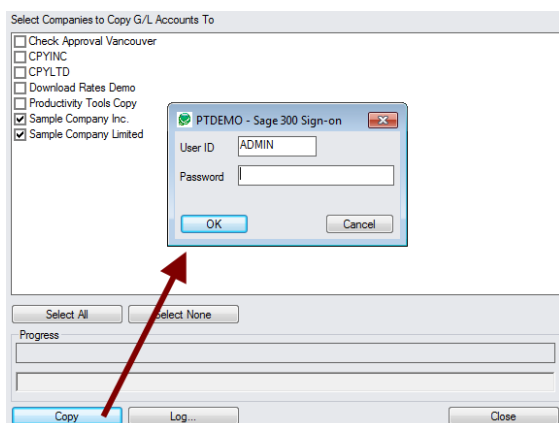 Select Companies to Copy G/L Accounts To
Check Approval Vancouver
CPYINC
CPYLTD
Download Rates Demo
Productivity Tools Copy
Sample Company Inc.
Sample Company Limited
PTDEMO - Sage 300 Sign-on
User ID ADMIN
Password
OK Cancel
Select All Select None
Progress
Copy Log... Close